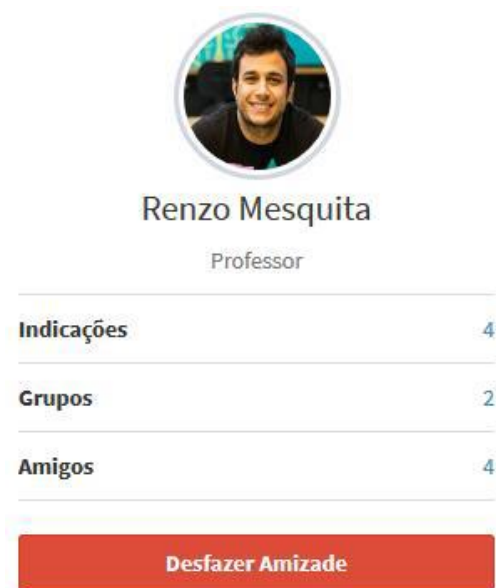 Renzo Mesquita
Professor
Indicações 4
Grupos 2
Amigos 4
Desfazer Amizade